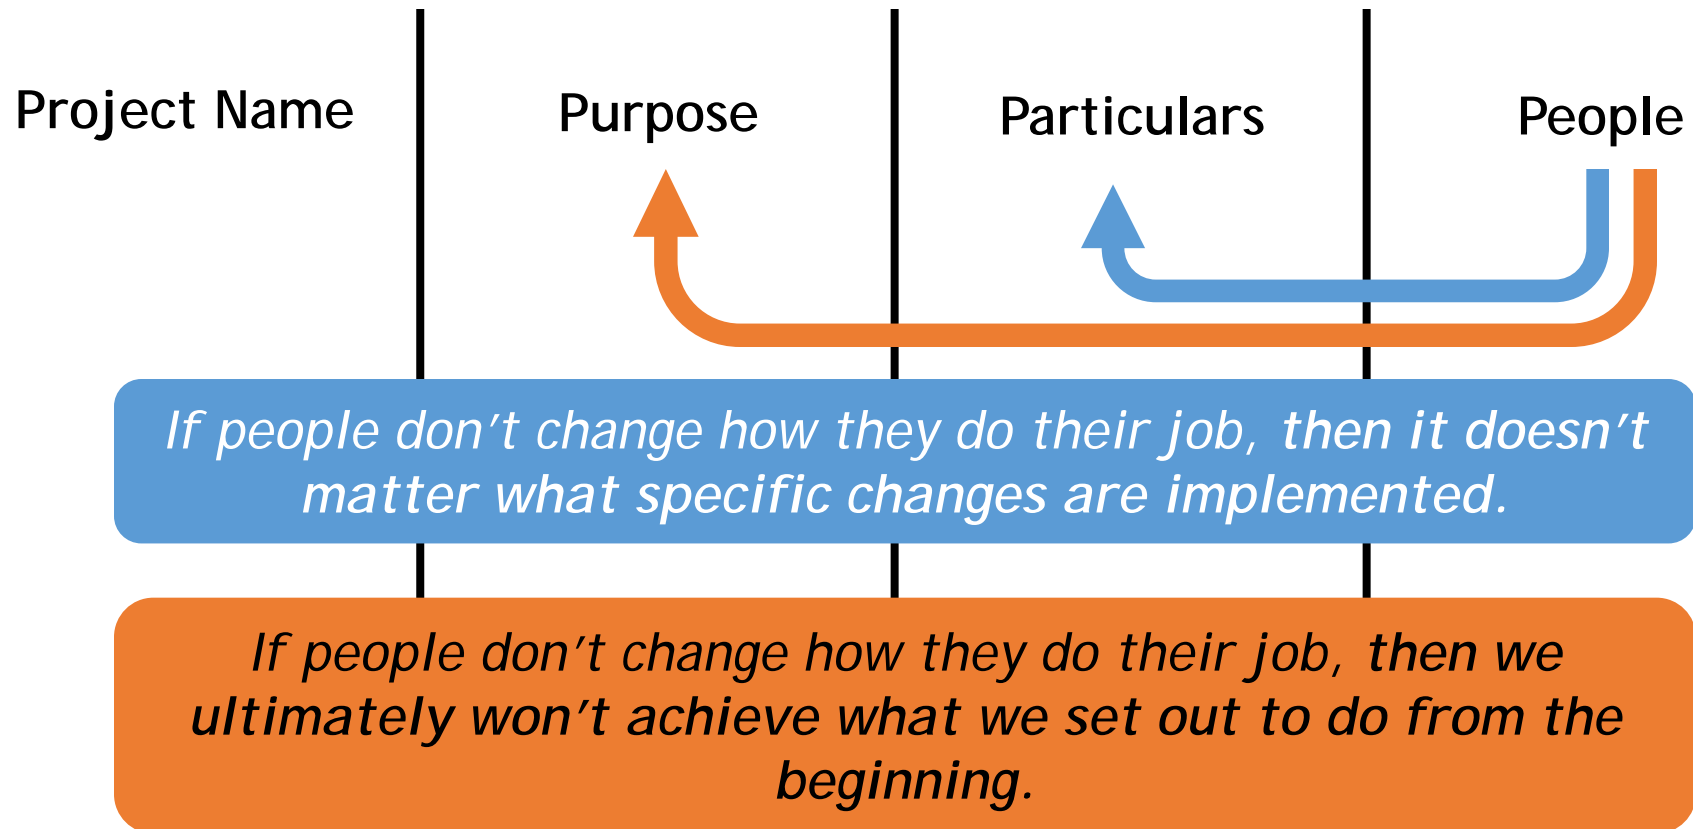 Project Name
Purpose
Particulars
People
If people don't change how they do their job, then it doesn't
matter what specific changes are implemented.
If people don't change how they do their job, then we
ultimately won't achieve what we set out to do from the
beginning.